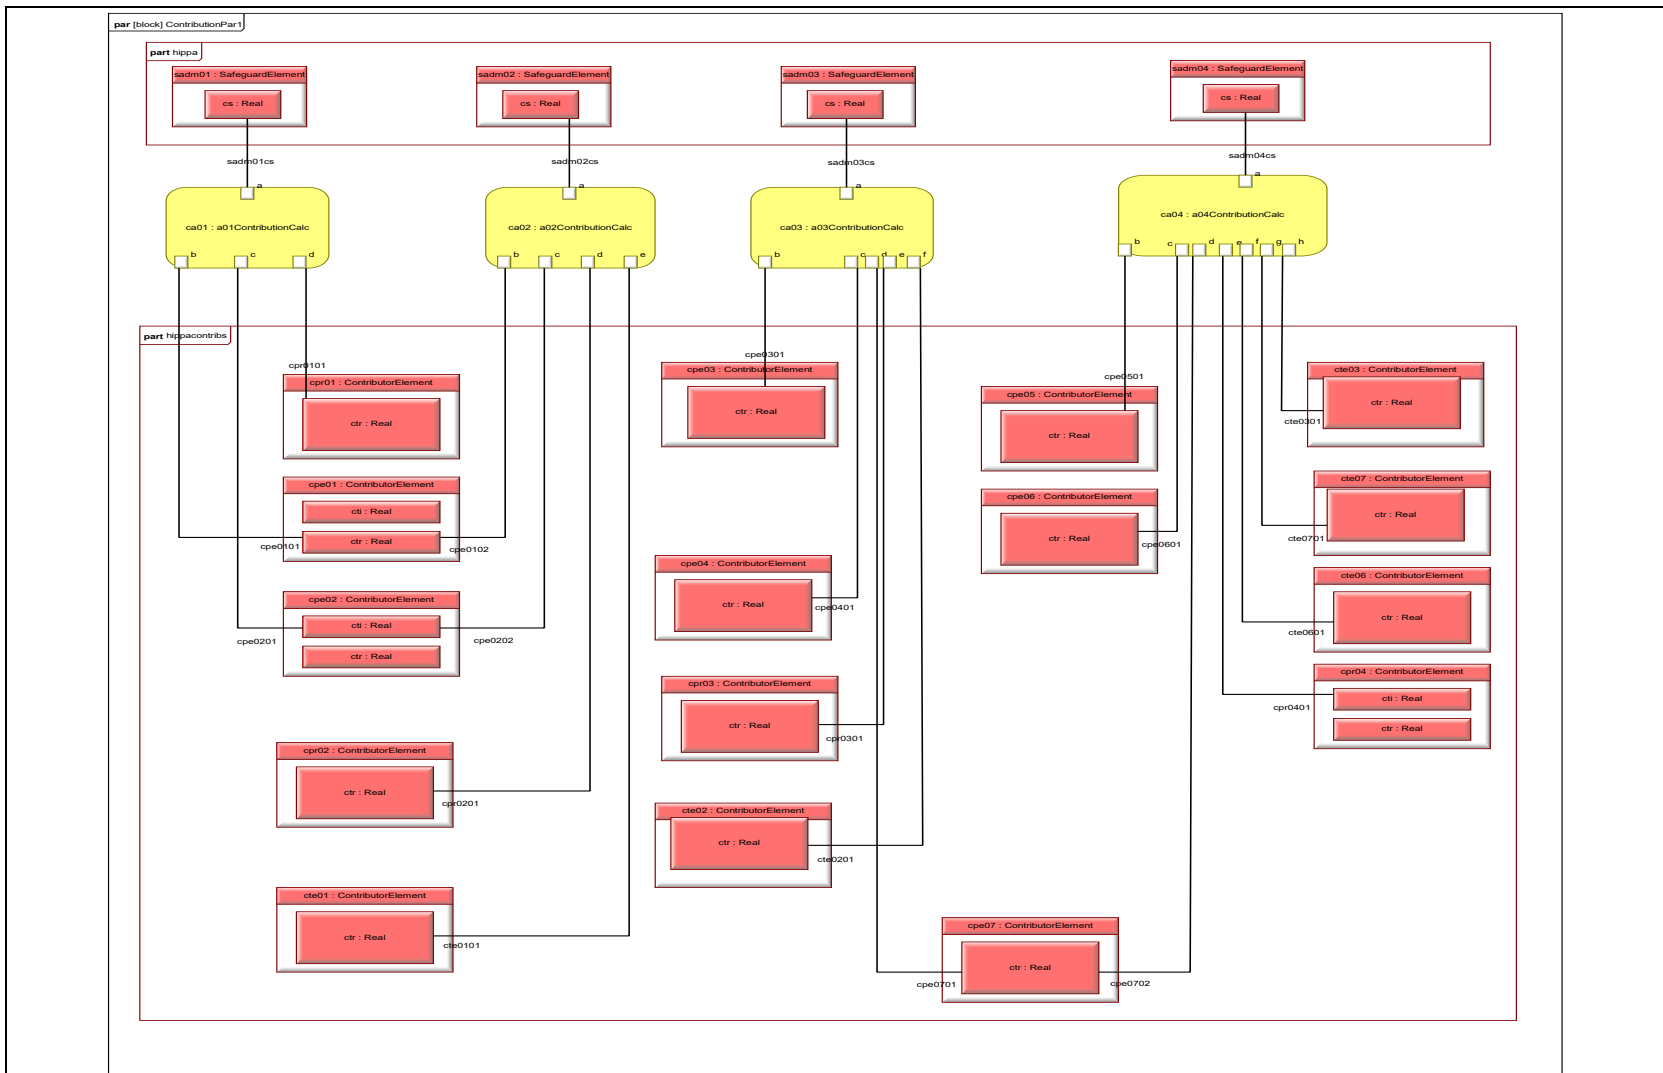 par [block] ContributionPar1
part hippa
sadm01 : SafeguardElement
cs : Real
sadm02 : SafeguardElement
cs : Real
sadm03 : SafeguardElement
cs : Real
sadm04 : SafeguardElement
cs : Real
sadm01cs
sadm02cs
sadm03cs
sadm04cs
a
ca01 : a01ContributionCalc
b
c
d
a
ca02 : a02ContributionCalc
b
c
d
e
a
ca03 : a03ContributionCalc
b
c
d
e
f
a
ca04 : a04ContributionCalc
b
c
d
e
f
g
h
part hippacontribs
cpr0101
cpr01 : ContributorElement
ctr : Real
cpe01 : ContributorElement
cti : Real
ctr : Real
cpe0101
cpe0102
cpe02 : ContributorElement
cti : Real
ctr : Real
cpe0201
cpe0202
cpr02 : ContributorElement
ctr : Real
cpr0201
cte01 : ContributorElement
ctr : Real
cte0101
cpe0301
cpe03 : ContributorElement
ctr : Real
cpe04 : ContributorElement
ctr : Real
cpe0401
cpr03 : ContributorElement
ctr : Real
cpr0301
cte02 : ContributorElement
ctr : Real
cte0201
cpe0501
cpe05 : ContributorElement
ctr : Real
cpe06 : ContributorElement
ctr : Real
cpe0601
cpe07 : ContributorElement
ctr : Real
cpe0701
cpe0702
cte03 : ContributorElement
ctr : Real
cte0301
cte07 : ContributorElement
ctr : Real
cte0701
cte06 : ContributorElement
ctr : Real
cte0601
cpr04 : ContributorElement
cti : Real
ctr : Real
cpr0401